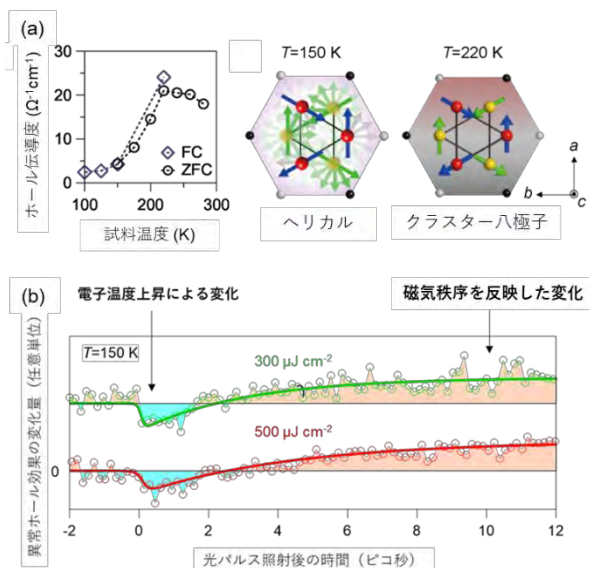 (a)
ホール伝導度 (Ω⁻¹cm⁻¹)
30
25
20
15
10
5
0
FC
ZFC
100
200
300
試料温度 (K)
T=150 K
ヘリカル
T=220 K
クラスター八極子
a
b
c
(b)
電子温度上昇による変化
磁気秩序を反映した変化
異常ホール効果の変化量 (任意単位)
T=150 K
300 μJ cm⁻²
500 μJ cm⁻²
0
-2
0
2
4
6
8
10
12
光パルス照射後の時間 (ピコ秒)